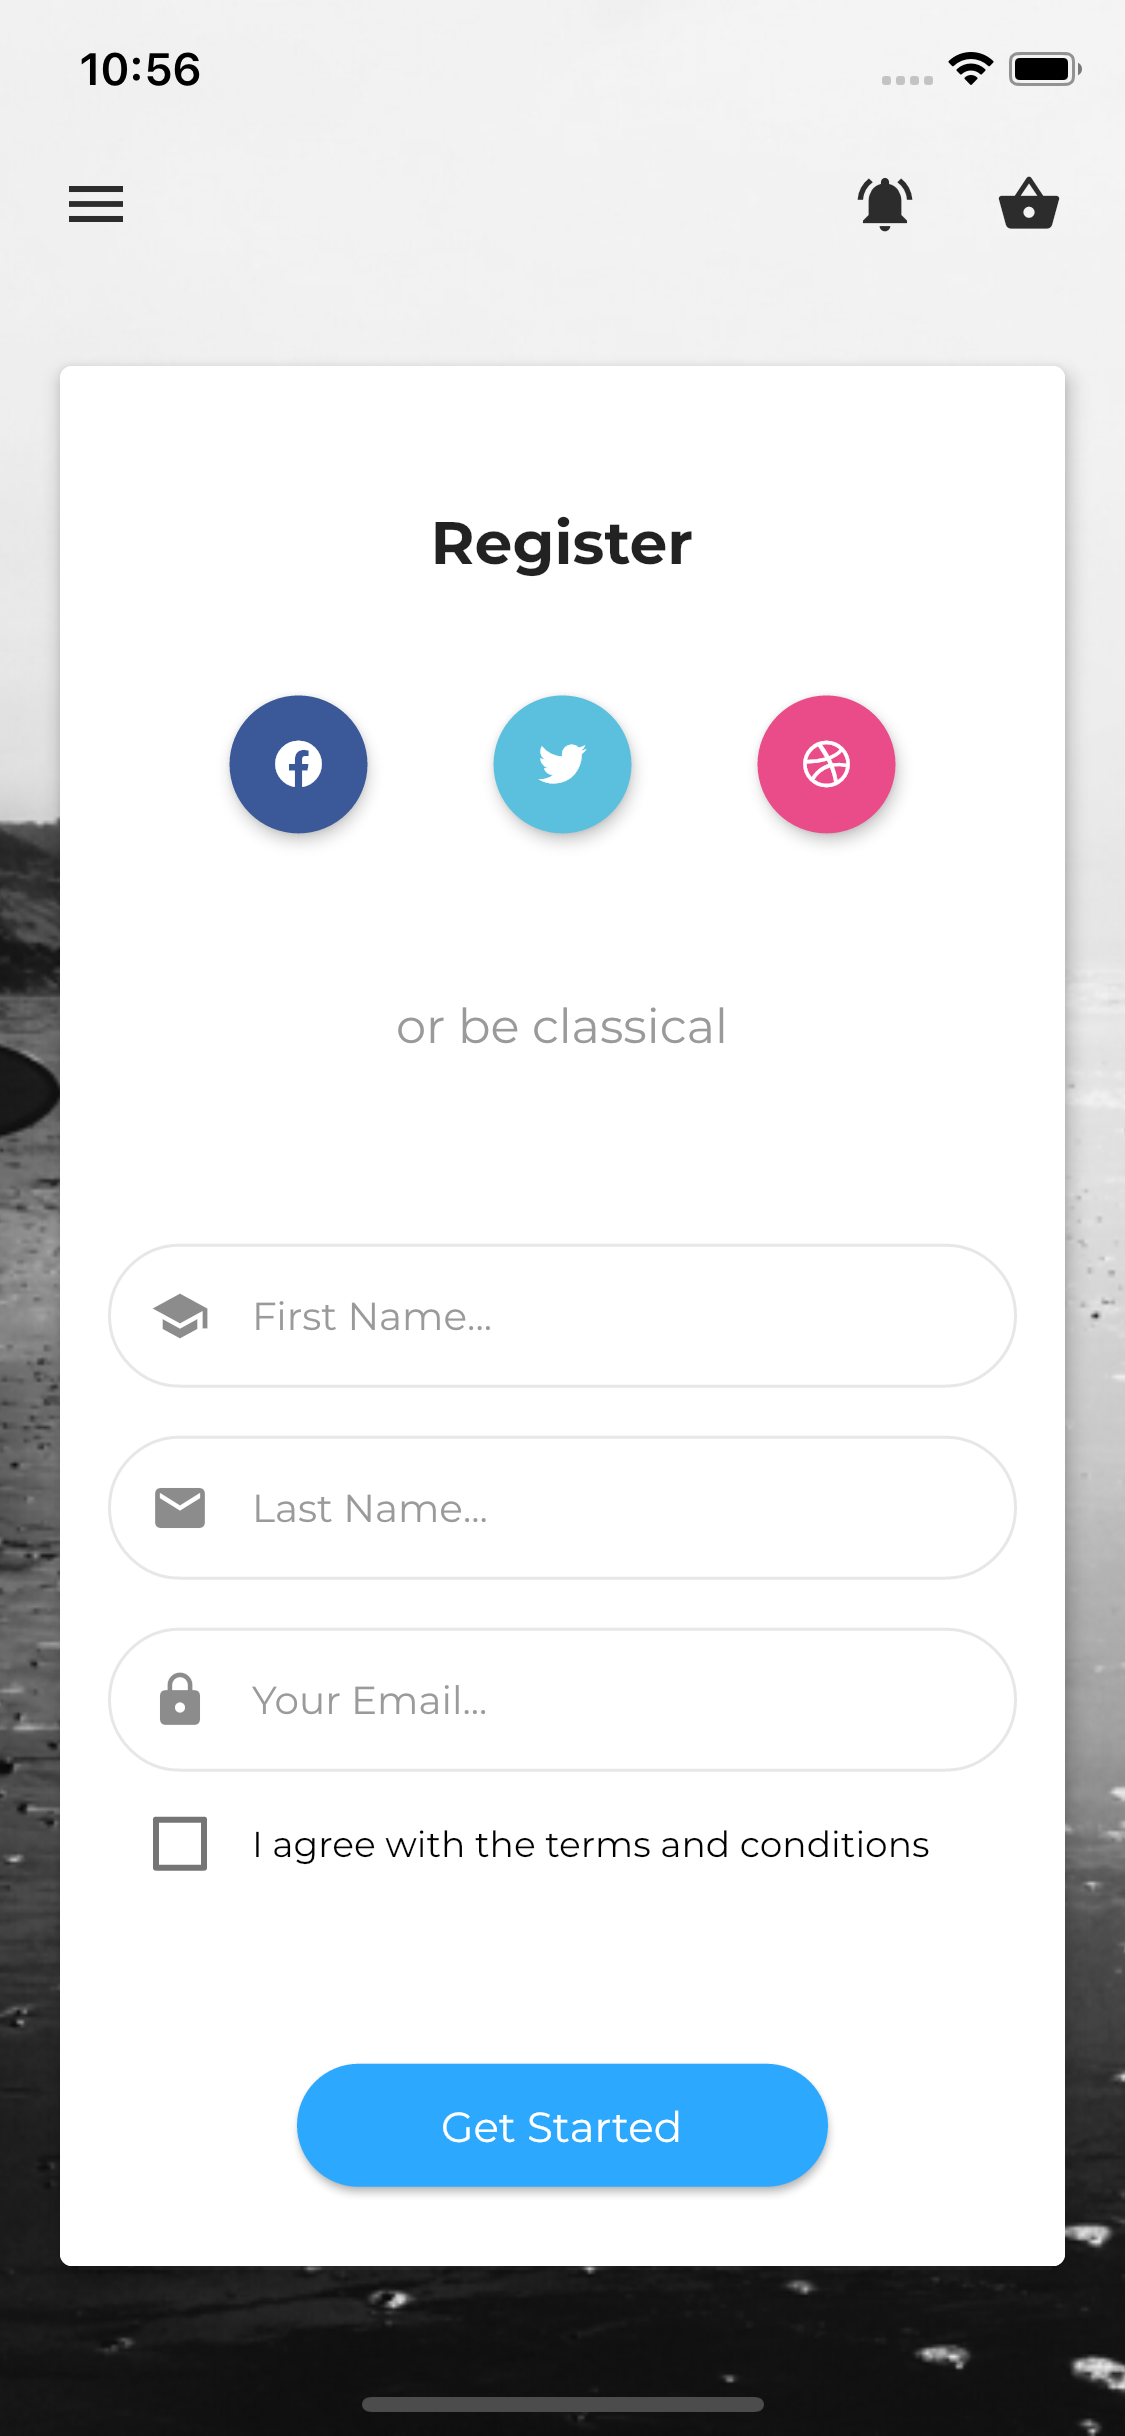 10:56
Register
or be classical
First Name...
Last Name...
Your Email...
I agree with the terms and conditions
Get Started